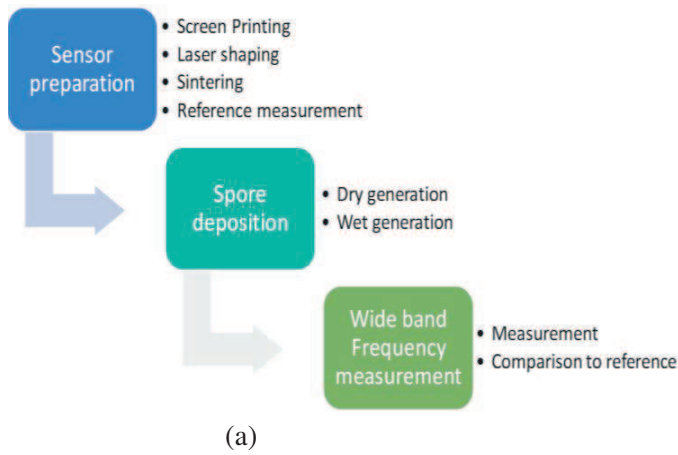 Sensor
preparation
• Screen Printing
• Laser shaping
• Sintering
• Reference measurement
Spore
deposition
• Dry generation
• Wet generation
Wide band
Frequency
measurement
• Measurement
• Comparison to reference
(a)